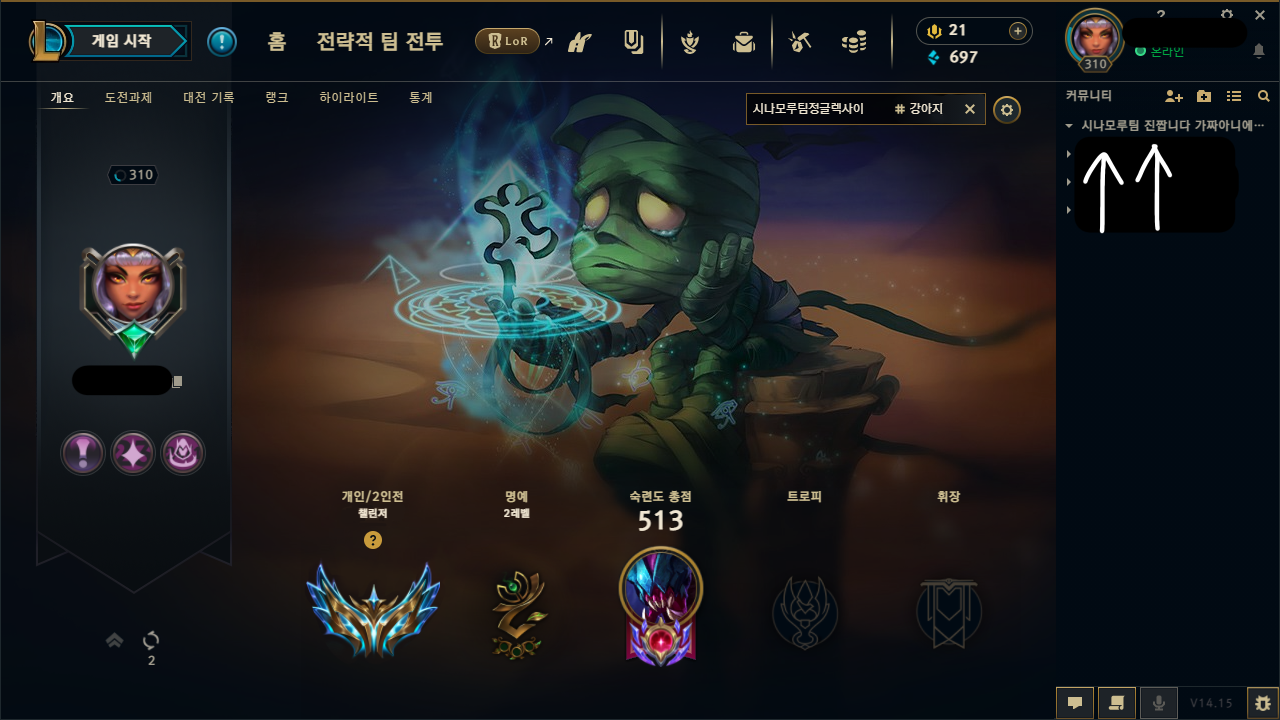 게임 시작
홈
전략적 팀 전투
LoR
21
697
?
310
온라인
개요
도전과제
대전 기록
랭크
하이라이트
통계
시나모루팀정글렉사이 # 강아지
커뮤니티
시나모루팀 진짭니다 가짜아니에…
310
개인/2인전
챌린저
?
명예
2레벨
숙련도 총점
513
트로피
휘장
2
V14.15